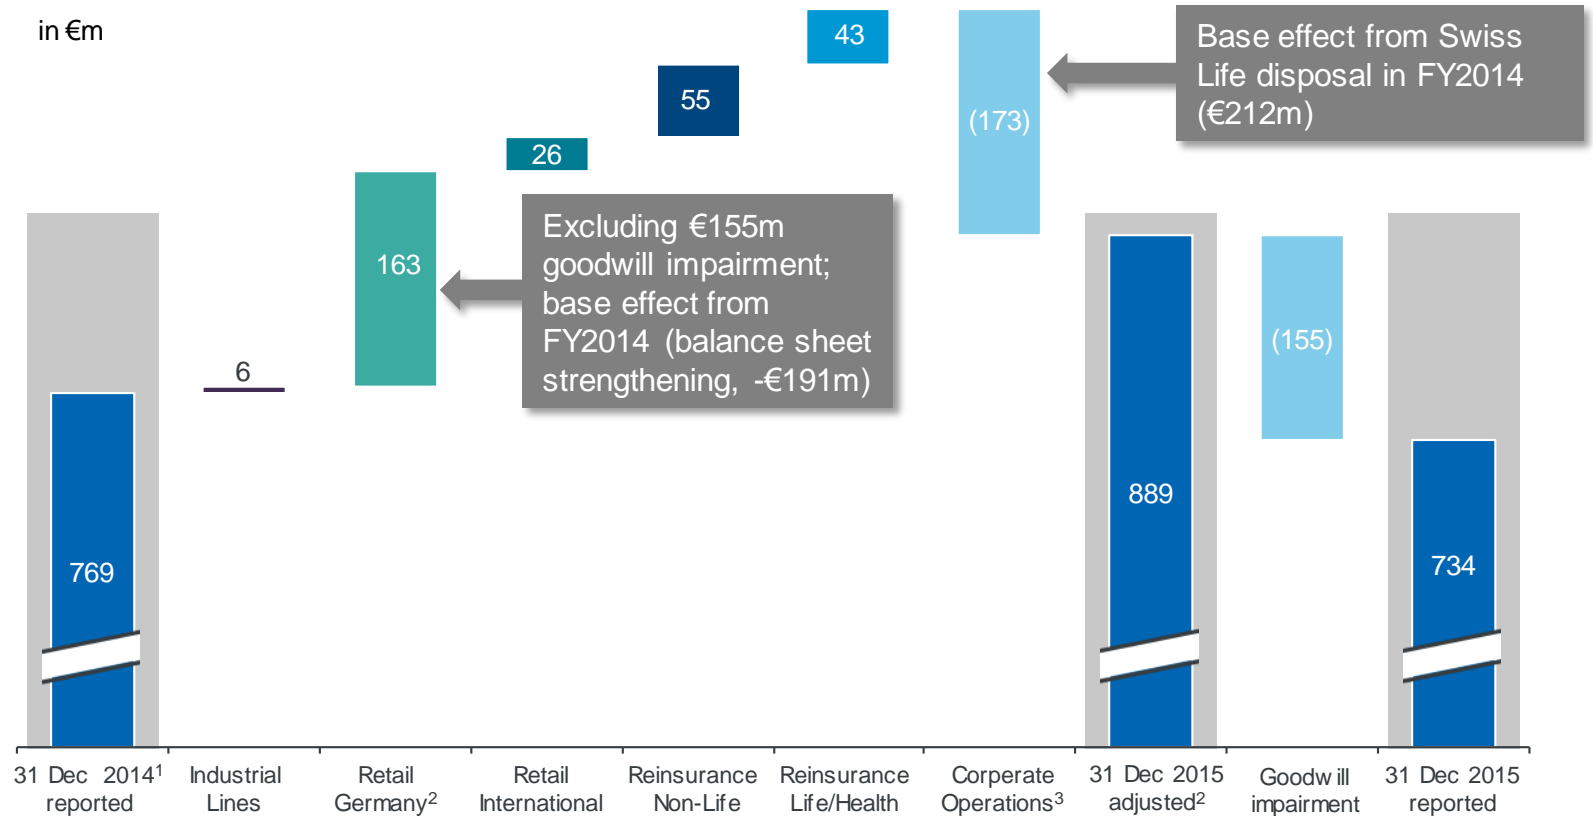 in €m
43
Base effect from Swiss
Life disposal in FY2014
(€212m)
55
(173)
26
Excluding €155m
goodwill impairment;
base effect from
FY2014 (balance sheet
strengthening, -€191m)
163
(155)
6
889
769
734
31 Dec 2014¹
reported
Industrial
Lines
Retail
Germany²
Retail
International
Reinsurance
Non-Life
Reinsurance
Life/Health
Corperate
Operations³
31 Dec 2015
adjusted²
Goodwill
impairment
31 Dec 2015
reported